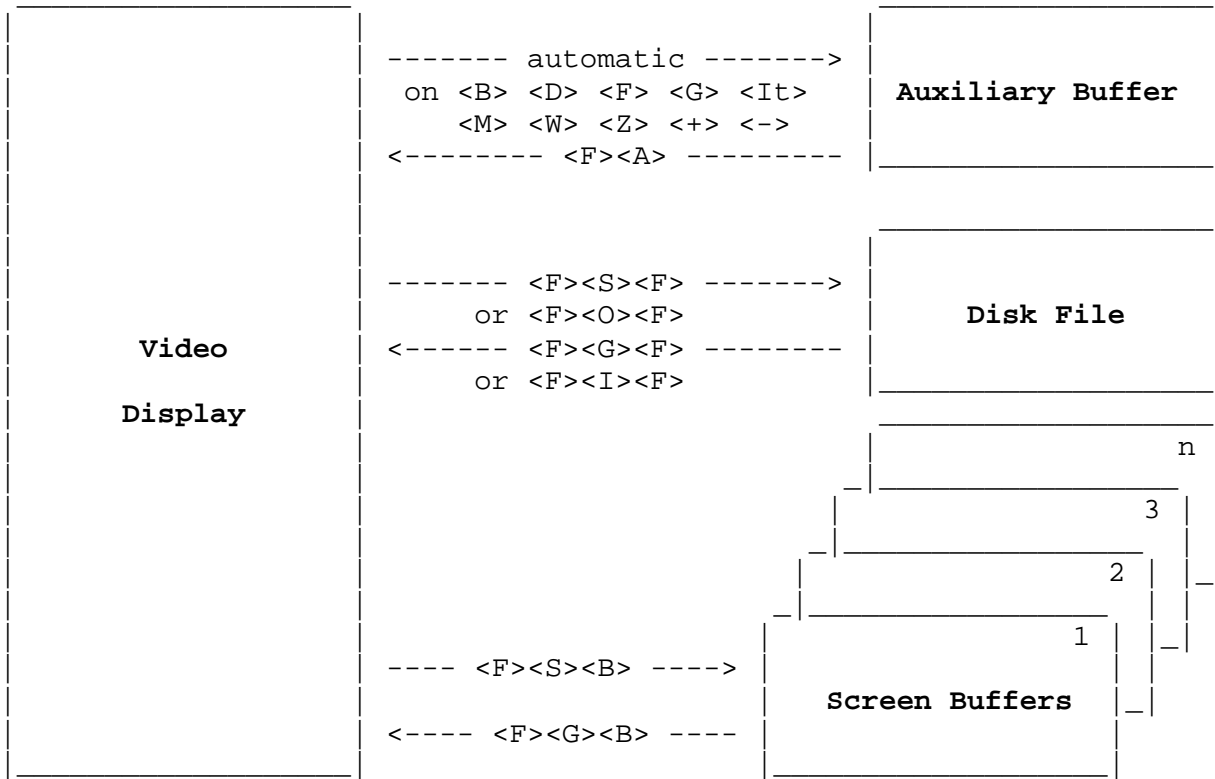 ------- automatic ------->
on <B> <D> <F> <G> <It>
Auxiliary Buffer
<M> <W> <Z> <+> <->
<-------- <F><A> ---------
------- <F><S><F> ------->
or <F><O><F>
Disk File
Video
<------ <F><G><F> --------
or <F><I><F>
Display
n
3
2
1
---- <F><S><B> ---->
Screen Buffers
<---- <F><G><B> ----